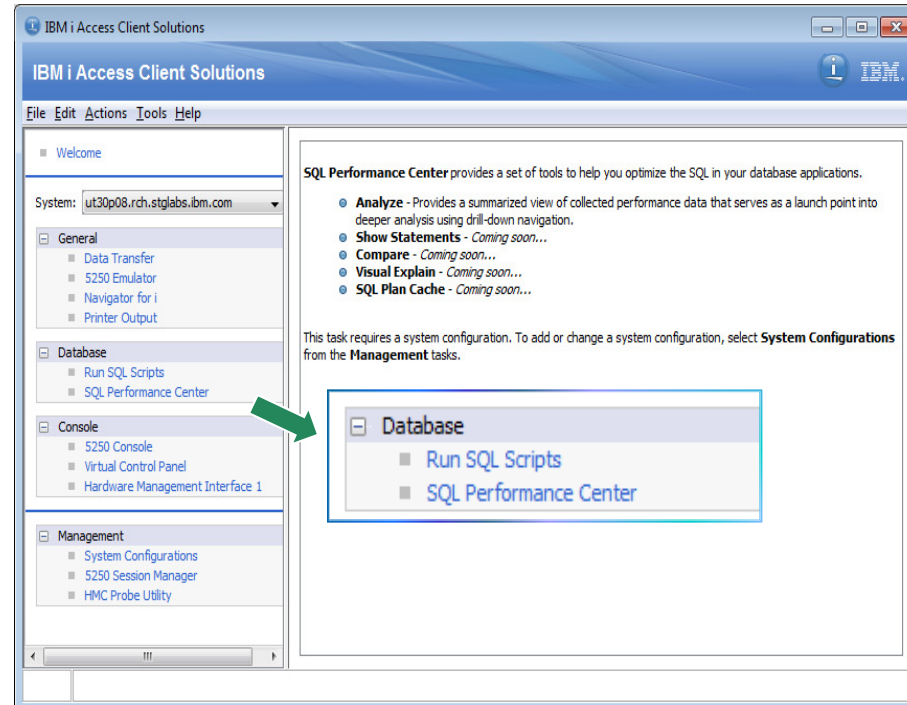 IBM i Access Client Solutions
IBM i Access Client Solutions
IBM.
File Edit Actions Tools Help
Welcome
System: ut30p08.rch.stglabs.ibm.com
General
Data Transfer
5250 Emulator
Navigator for i
Printer Output
Database
Run SQL Scripts
SQL Performance Center
Console
5250 Console
Virtual Control Panel
Hardware Management Interface 1
Management
System Configurations
5250 Session Manager
HMC Probe Utility
SQL Performance Center provides a set of tools to help you optimize the SQL in your database applications.
Analyze - Provides a summarized view of collected performance data that serves as a launch point into
deeper analysis using drill-down navigation.
Show Statements - Coming soon...
Compare - Coming soon...
Visual Explain - Coming soon...
SQL Plan Cache - Coming soon...
This task requires a system configuration. To add or change a system configuration, select System Configurations
from the Management tasks.
Database
Run SQL Scripts
SQL Performance Center